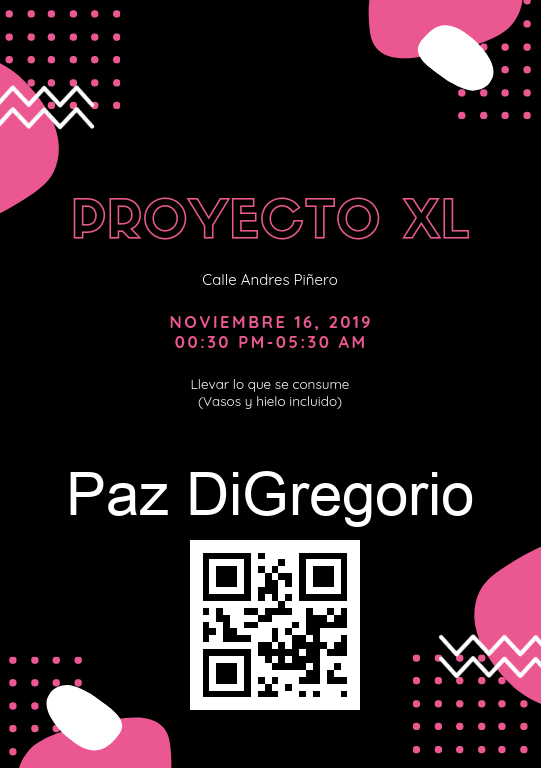 PROYECTO XL
Calle Andres Piñero
NOVIEMBRE 16, 2019
00:30 PM-05:30 AM
Llevar lo que se consume
(Vasos y hielo incluido)
Paz DiGregorio